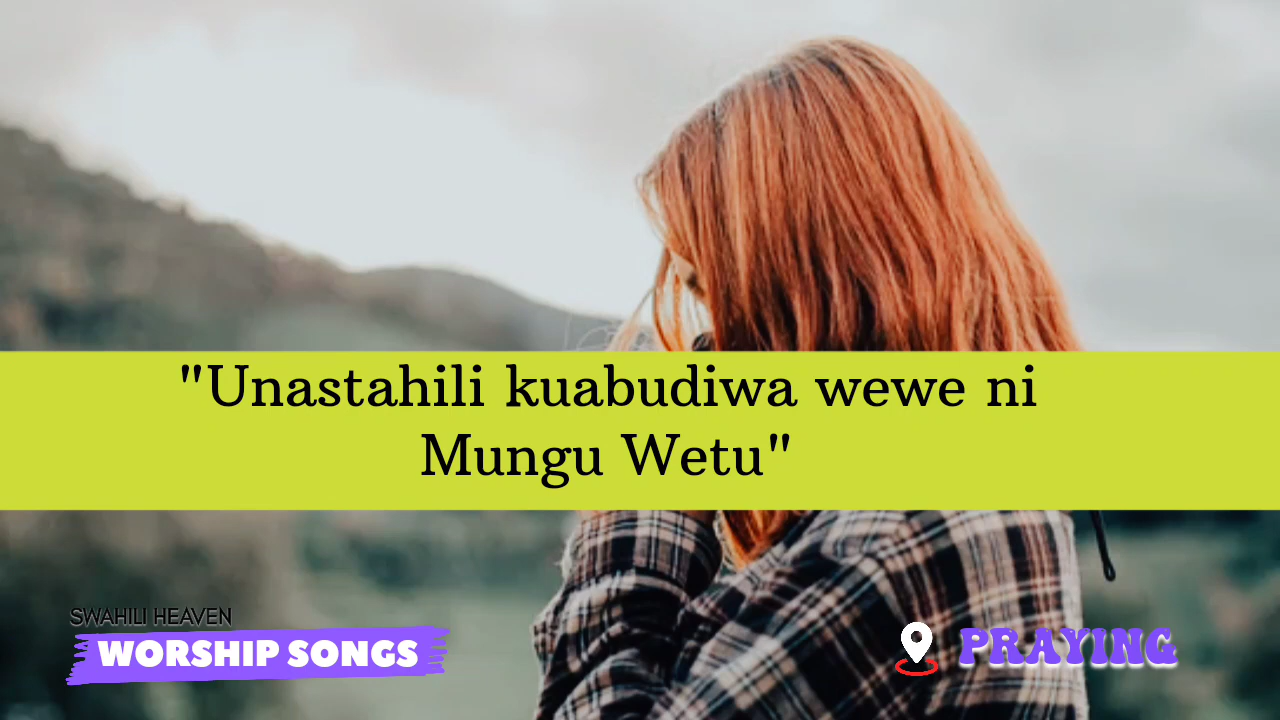 "Unastahili kuabudiwa wewe ni
Mungu Wetu"
SWAHILI HEAVEN
WORSHIP SONGS
PRAYING